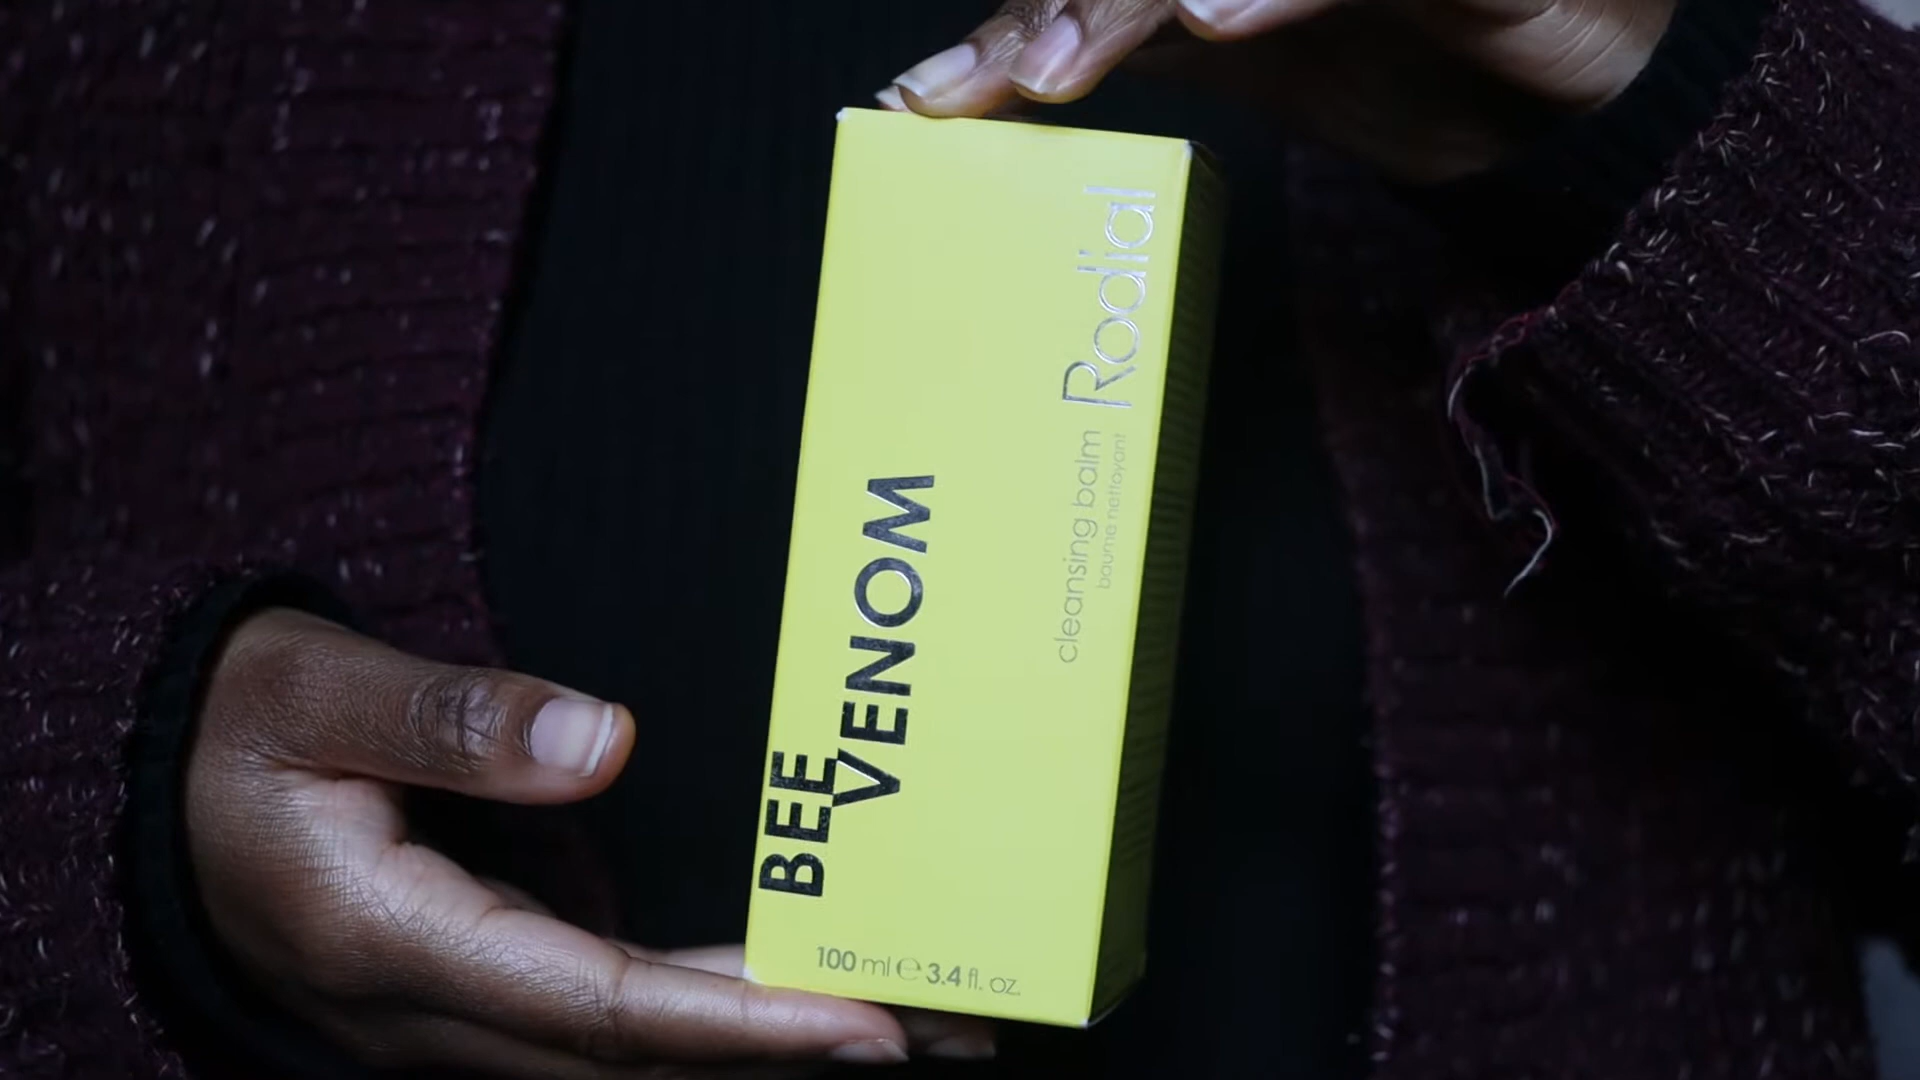 BEE
VENOM
cleansing balm
baume nettoyant
Rodial
100 ml e 3.4 fl. oz.